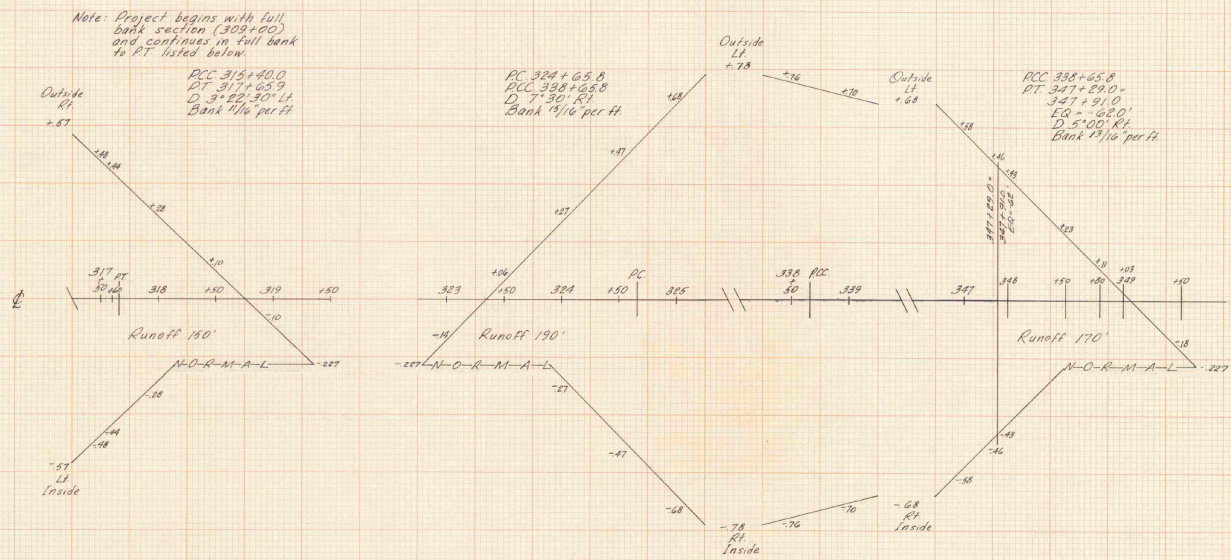 Note: Project begins with full
bank section (309+00)
and continues in full bank
to P.T. listed below.
PCC 315+40.0
P.T 317+65.9
D 3°22'30" Lt
Bank 11/16" per ft
P.C. 324+65.8
PCC 338+65.8
D 7°30' Rt
Bank 15/16" per ft.
PCC 338+65.8
P.T 347+29.0=
347+91.0
EQ = -62.0'
D 5°00' Rt
Bank 13/16" per ft.
Outside
Rt
+.57
+.48
+.44
+.28
+.10
-.10
-.227
Outside
Lt
+.78
+.68
+.47
+.27
+.06
-.14
-.227
+.76
+.70
Outside
Lt
+.68
+.58
+.46
+.43
+.23
+.11
+.03
-.18
-.227
347+29.0=
347+91.0
EQ=-62'
℄
317
+
50
+60
PT
318
+50
319
+50
323
+50
324
+50
P.C.
325
338
+
50
PCC
339
347
348
+50
+80
349
+50
Runoff 150'
Runoff 190'
Runoff 170'
N-O-R-M-A-L
N-O-R-M-A-L
N-O-R-M-A-L
-.28
-.44
-.48
-.57
Lt
Inside
-.27
-.47
-.68
-.78
Rt.
Inside
-.76
-.70
-.68
Rt
Inside
-.58
-.46
-.43